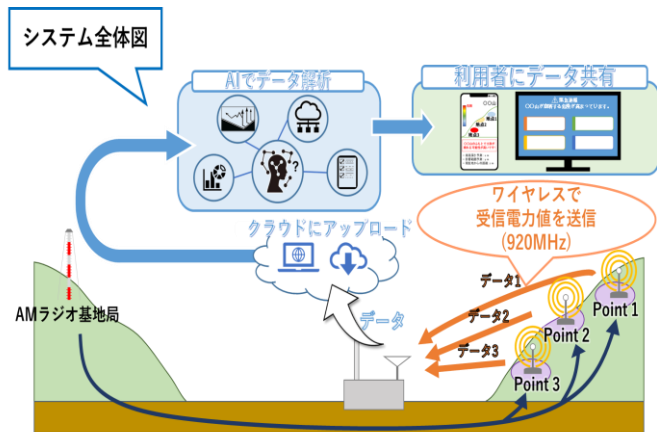 システム全体図
AIでデータ解析
利用者にデータ共有
?
ワイヤレスで
受信電力値を送信
(920MHz)
クラウドにアップロード
AMラジオ基地局
データ
データ1
データ2
データ3
Point 1
Point 2
Point 3